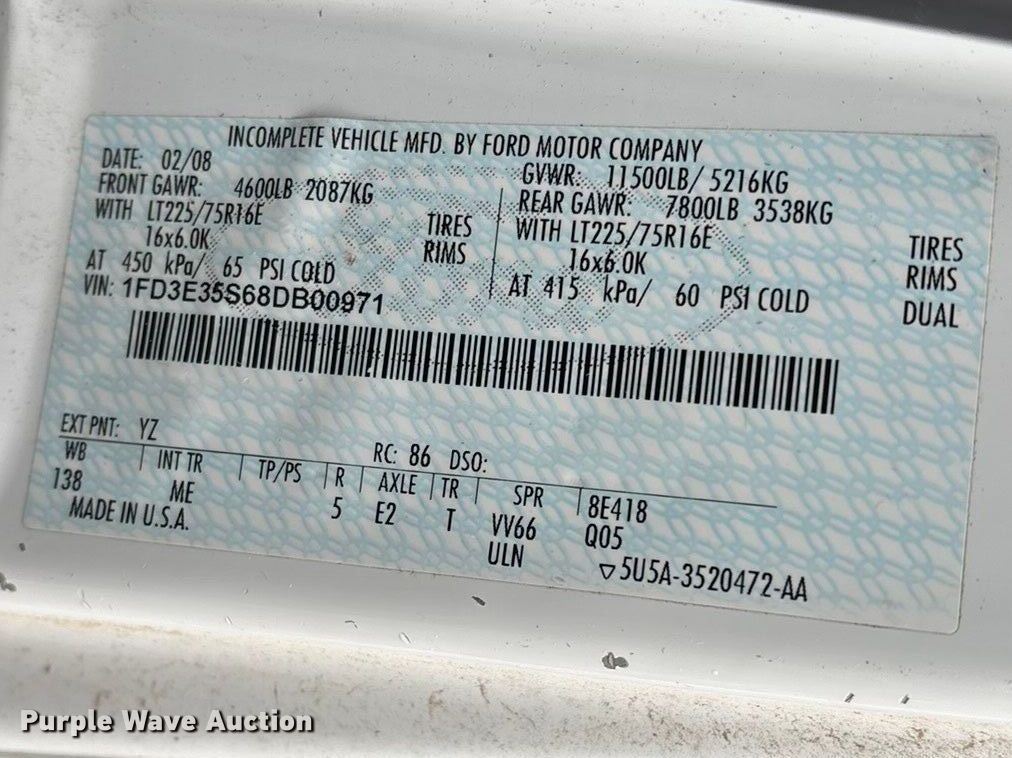 INCOMPLETE VEHICLE MFD. BY FORD MOTOR COMPANY
DATE: 02/08 GVWR: 11500LB/ 5216KG
FRONT GAWR: 4600LB 2087KG REAR GAWR: 7800LB 3538KG
WITH LT225/75R16E TIRES WITH LT225/75R16E TIRES
16x6.0K RIMS 16x6.0K RIMS
AT 450 kPa/ 65 PSI COLD AT 415 kPa/ 60 PSI COLD DUAL
VIN: 1FD3E35S68DB00971
EXT PNT: YZ RC: 86 DSO:
WB INT TR TP/PS R AXLE TR SPR 8E418
138 ME 5 E2 T VV66 Q05
MADE IN U.S.A. ULN 5U5A-3520472-AA
Purple Wave Auction